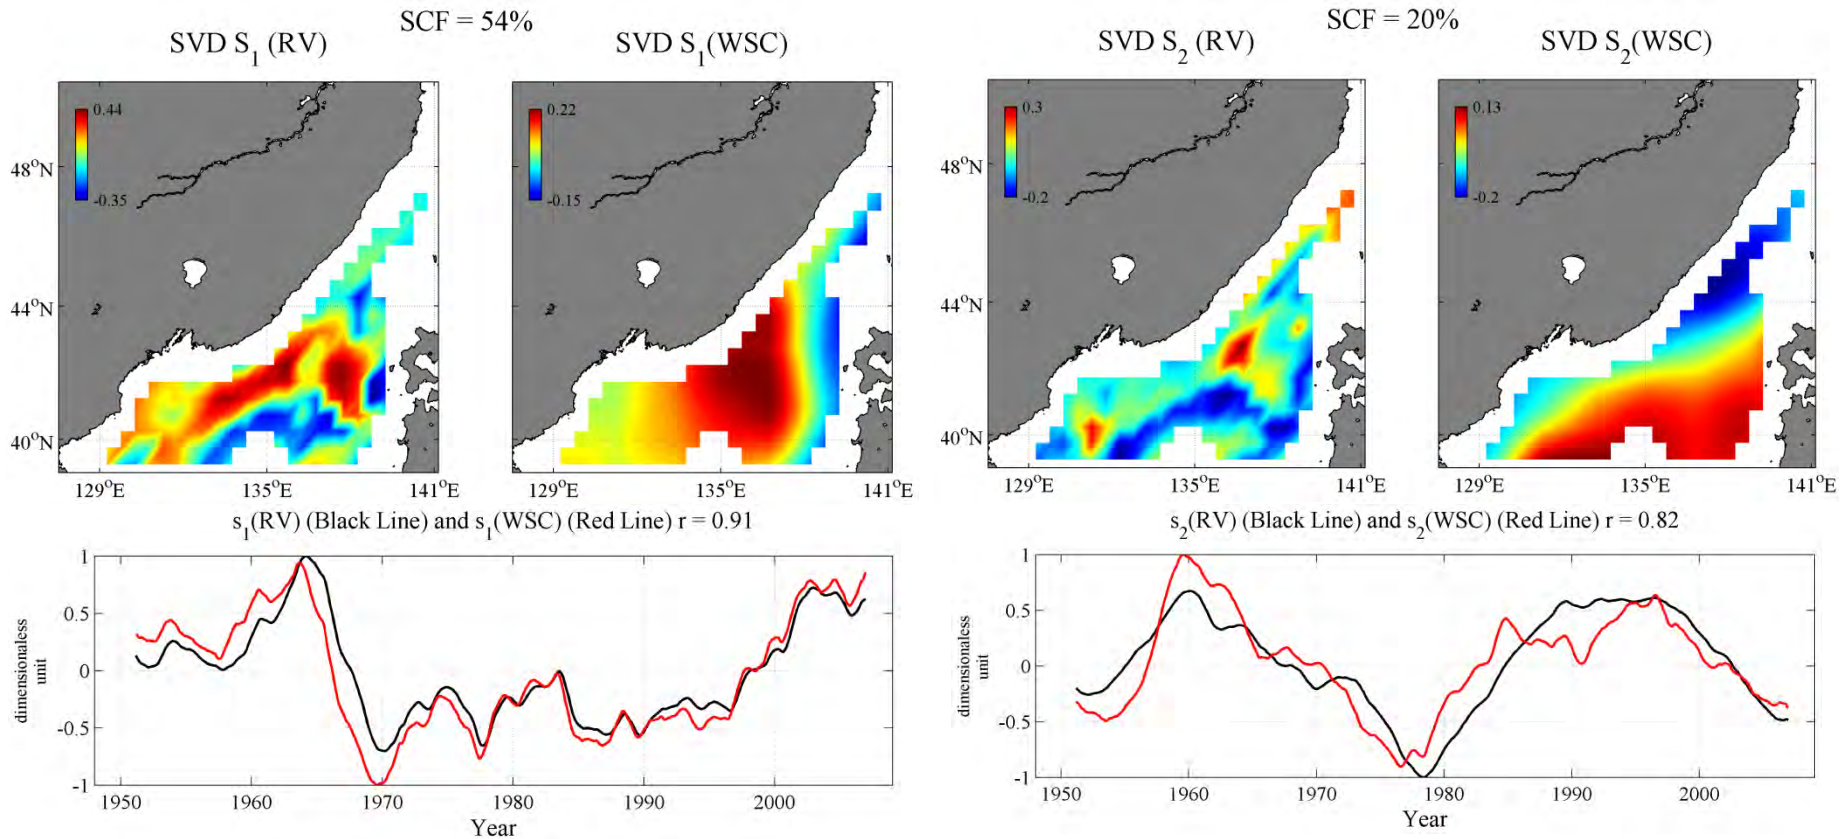 SCF = 54%
SVD S1 (RV)
SVD S1(WSC)
0.44
-0.35
0.22
-0.15
48°N
44°N
40°N
129°E
135°E
141°E
129°E
135°E
141°E
s1(RV) (Black Line) and s1(WSC) (Red Line) r = 0.91
dimensionaless
unit
1
0.5
0
-0.5
-1
1950
1960
1970
1980
1990
2000
Year
SCF = 20%
SVD S2 (RV)
SVD S2(WSC)
0.3
-0.2
0.13
-0.2
48°N
44°N
40°N
129°E
135°E
141°E
129°E
135°E
141°E
s2(RV) (Black Line) and s2(WSC) (Red Line) r = 0.82
dimensionaless
unit
1
0.5
0
-0.5
-1
1950
1960
1970
1980
1990
2000
Year